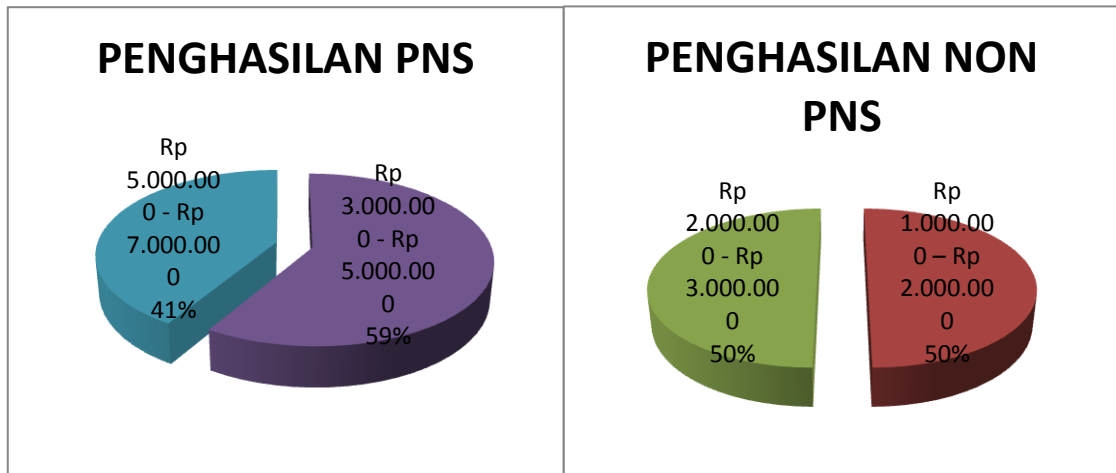 PENGHASILAN PNS
Rp
5.000.00
0 - Rp
7.000.00
0
41%
Rp
3.000.00
0 - Rp
5.000.00
0
59%
PENGHASILAN NON
PNS
Rp
2.000.00
0 - Rp
3.000.00
0
50%
Rp
1.000.00
0 – Rp
2.000.00
0
50%